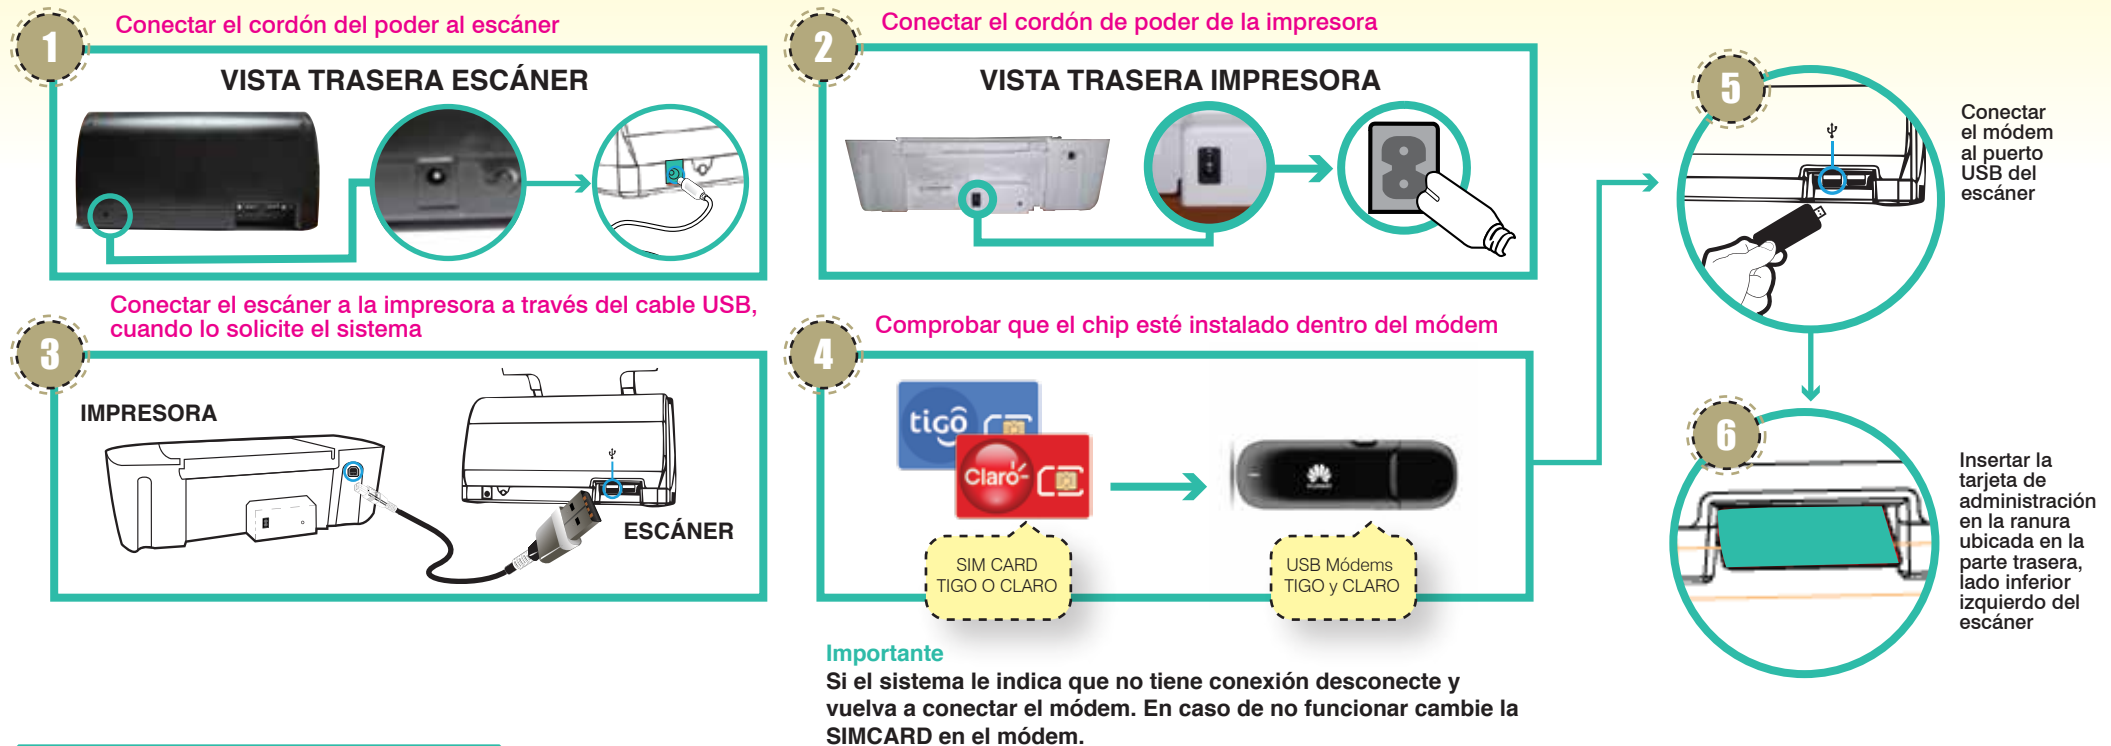 1
Conectar el cordón del poder al escáner
VISTA TRASERA ESCÁNER
2
Conectar el cordón de poder de la impresora
VISTA TRASERA IMPRESORA
3
Conectar el escáner a la impresora a través del cable USB,
cuando lo solicite el sistema
IMPRESORA
ESCÁNER
4
Comprobar que el chip esté instalado dentro del módem
tigo
Claro
SIM CARD
TIGO O CLARO
USB Módems
TIGO y CLARO
Importante
Si el sistema le indica que no tiene conexión desconecte y
vuelva a conectar el módem. En caso de no funcionar cambie la
SIMCARD en el módem.
5
Conectar
el módem
al puerto
USB del
escáner
6
Insertar la
tarjeta de
administración
en la ranura
ubicada en la
parte trasera,
lado inferior
izquierdo del
escáner